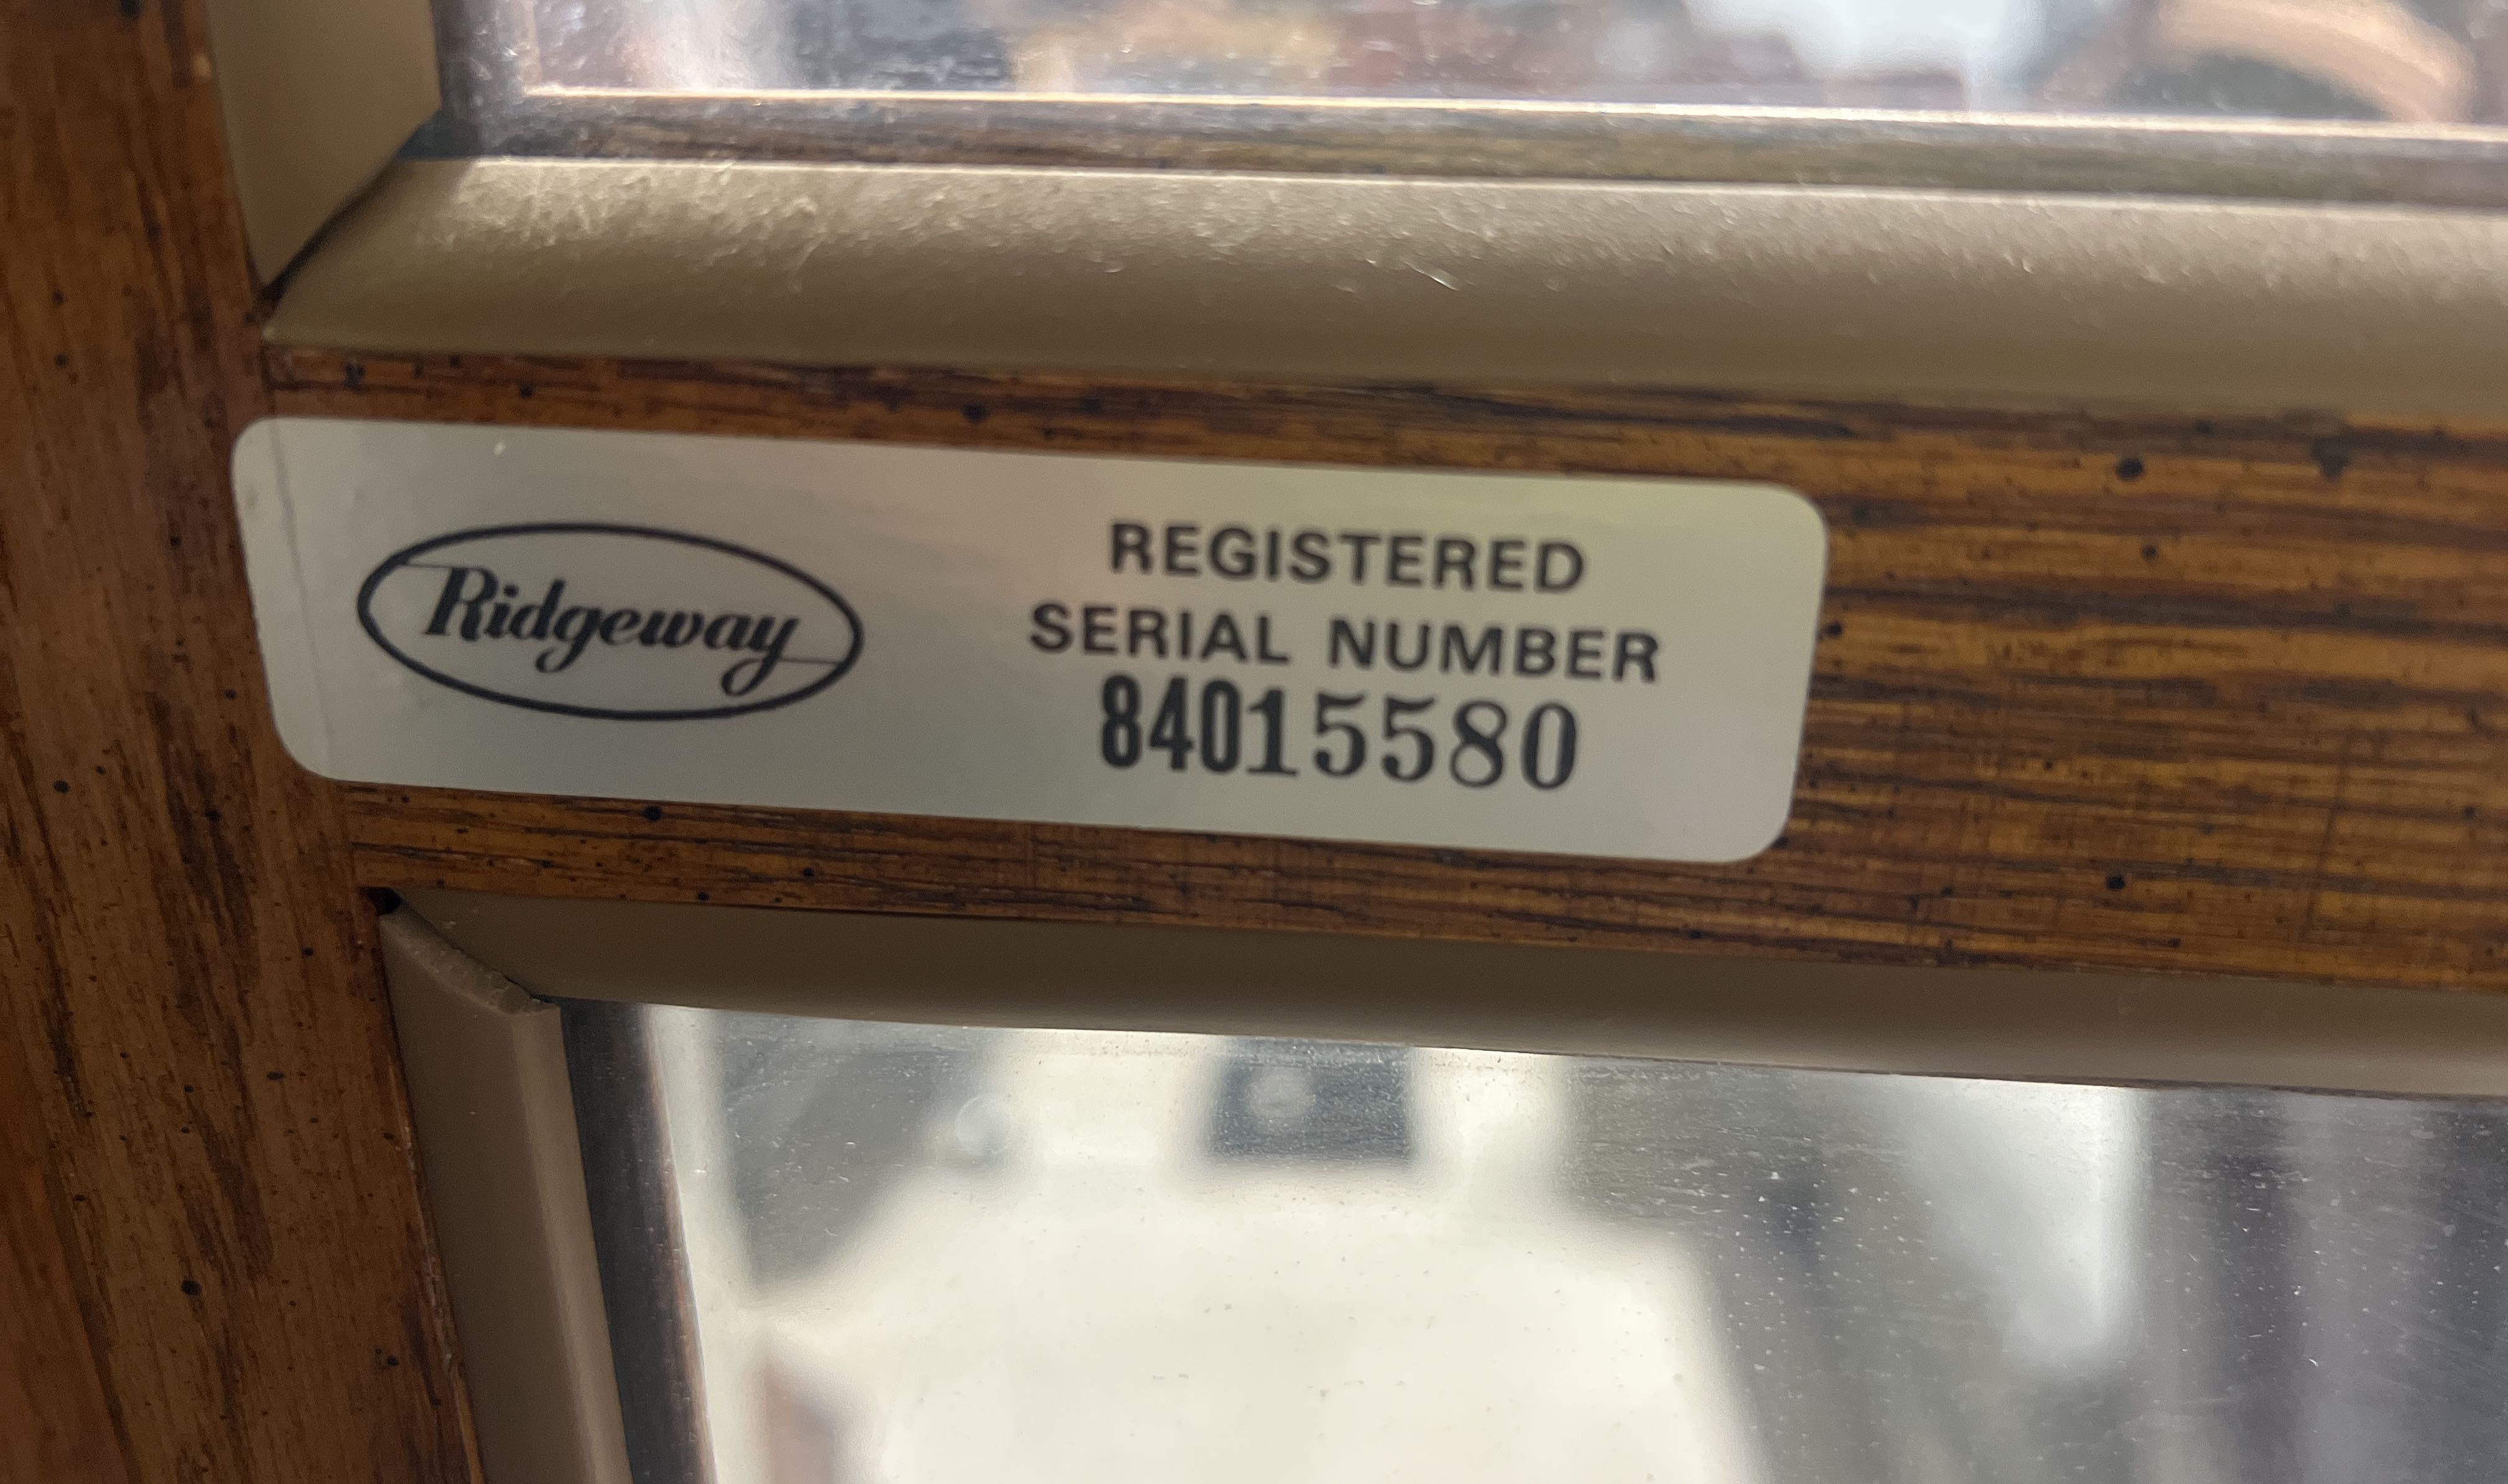 Ridgeway
REGISTERED
SERIAL NUMBER
84015580